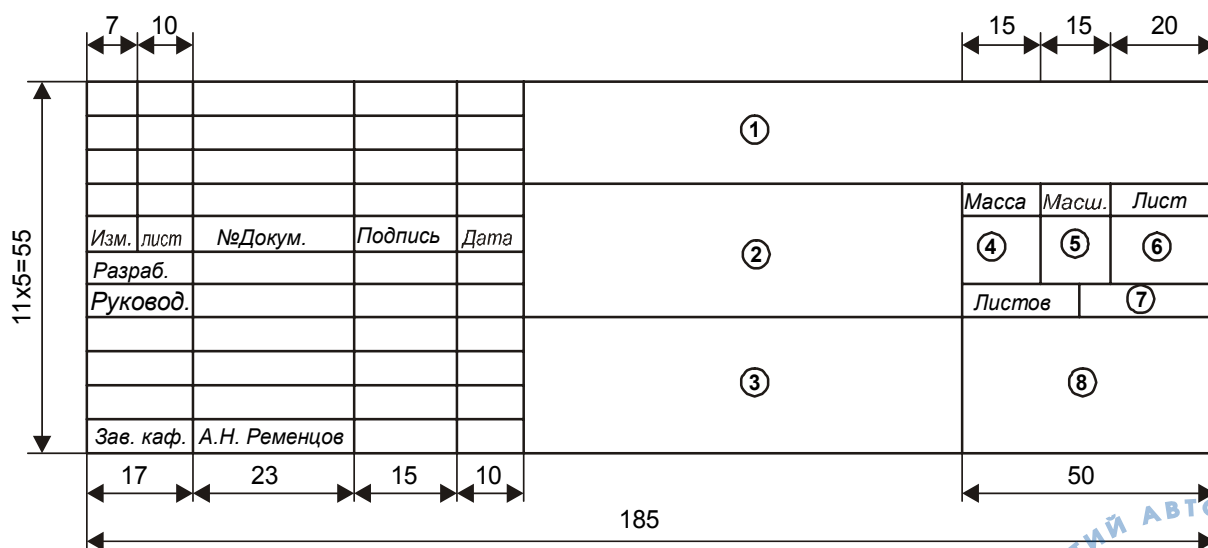 7 10 15 15 20
①
Масса Масш. Лист
Изм. лист №Докум. Подпись Дата
② ④ ⑤ ⑥
Разраб.
Руковод.
Листов ⑦
11х5=55
③ ⑧
Зав. каф. А.Н. Ременцов
17 23 15 10 50
185